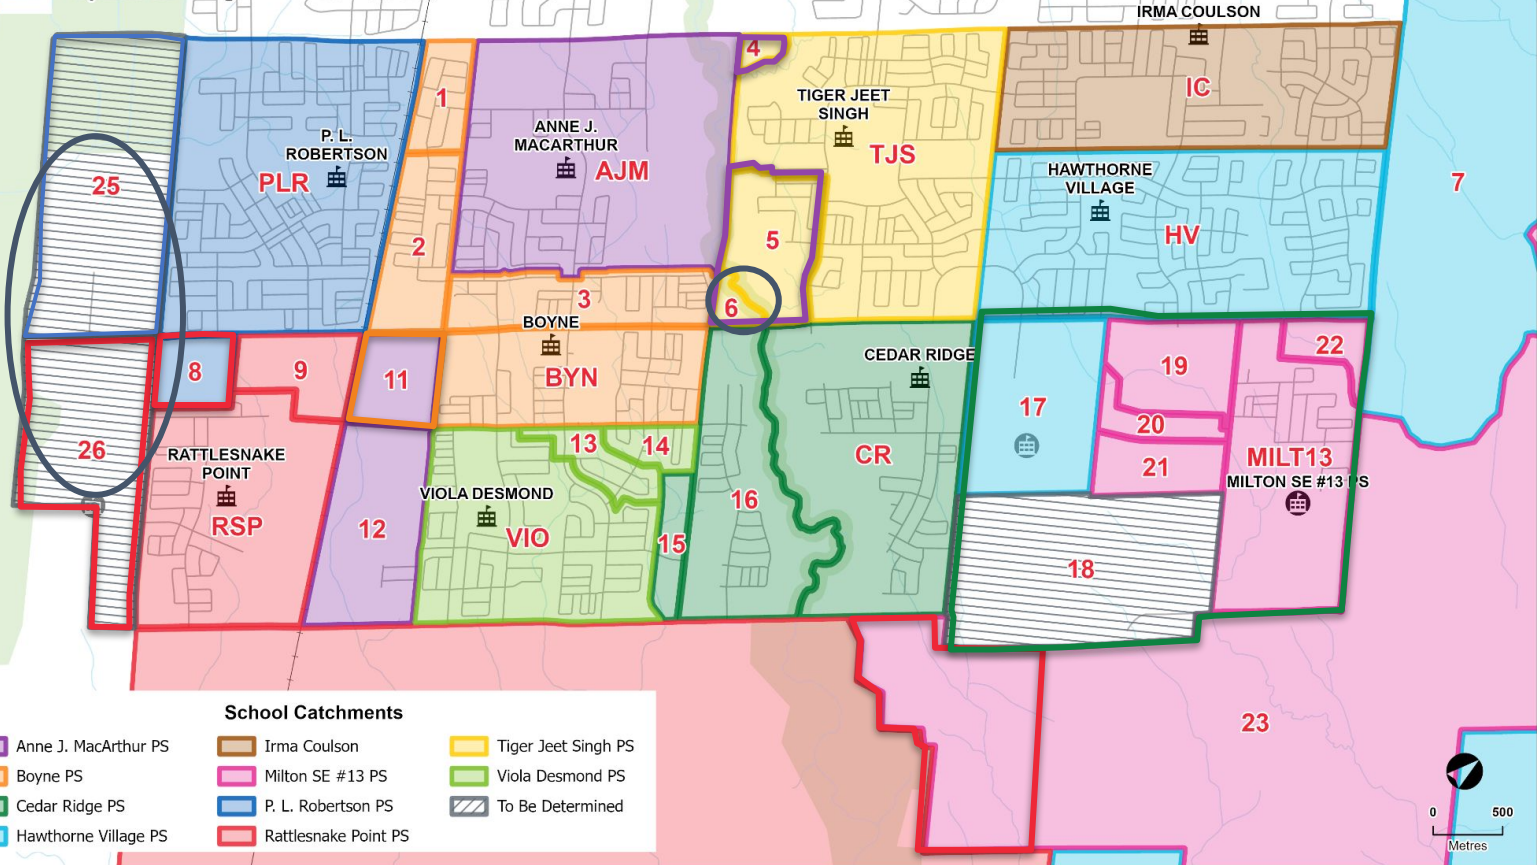 IRMA COULSON
4
1
IC
TIGER JEET
SINGH
ANNE J.
MACARTHUR
AJM
TJS
P. L.
ROBERTSON
PLR
HAWTHORNE
VILLAGE
7
25
2
5
HV
3
6
BOYNE
BYN
CEDAR RIDGE
8
9
11
19
22
17
20
21
13
14
CR
MILT13
MILTON SE #13 PS
26
RATTLESNAKE
POINT
RSP
VIOLA DESMOND
VIO
12
15
16
18
23
School Catchments
Anne J. MacArthur PS
Boyne PS
Cedar Ridge PS
Hawthorne Village PS
Irma Coulson
Milton SE #13 PS
P. L. Robertson PS
Rattlesnake Point PS
Tiger Jeet Singh PS
Viola Desmond PS
To Be Determined
0 500
Metres